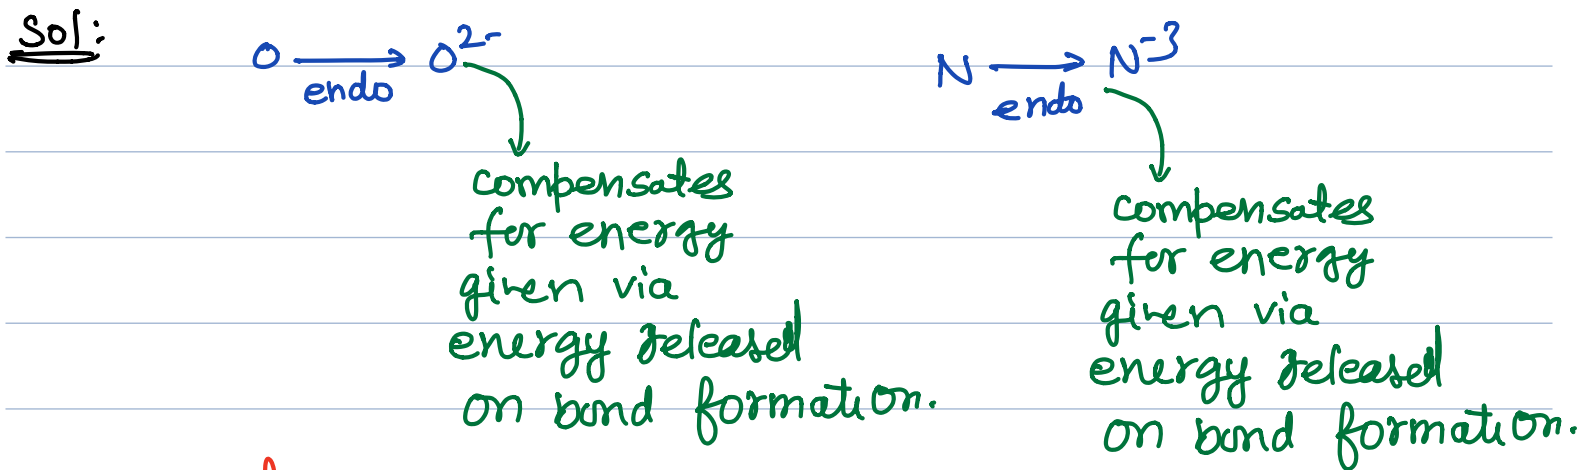 Sol:
O ⟶ O²⁻
endo
compensates
for energy
given via
energy released
on bond formation.
N ⟶ N⁻³
endo
compensates
for energy
given via
energy released
on bond formation.